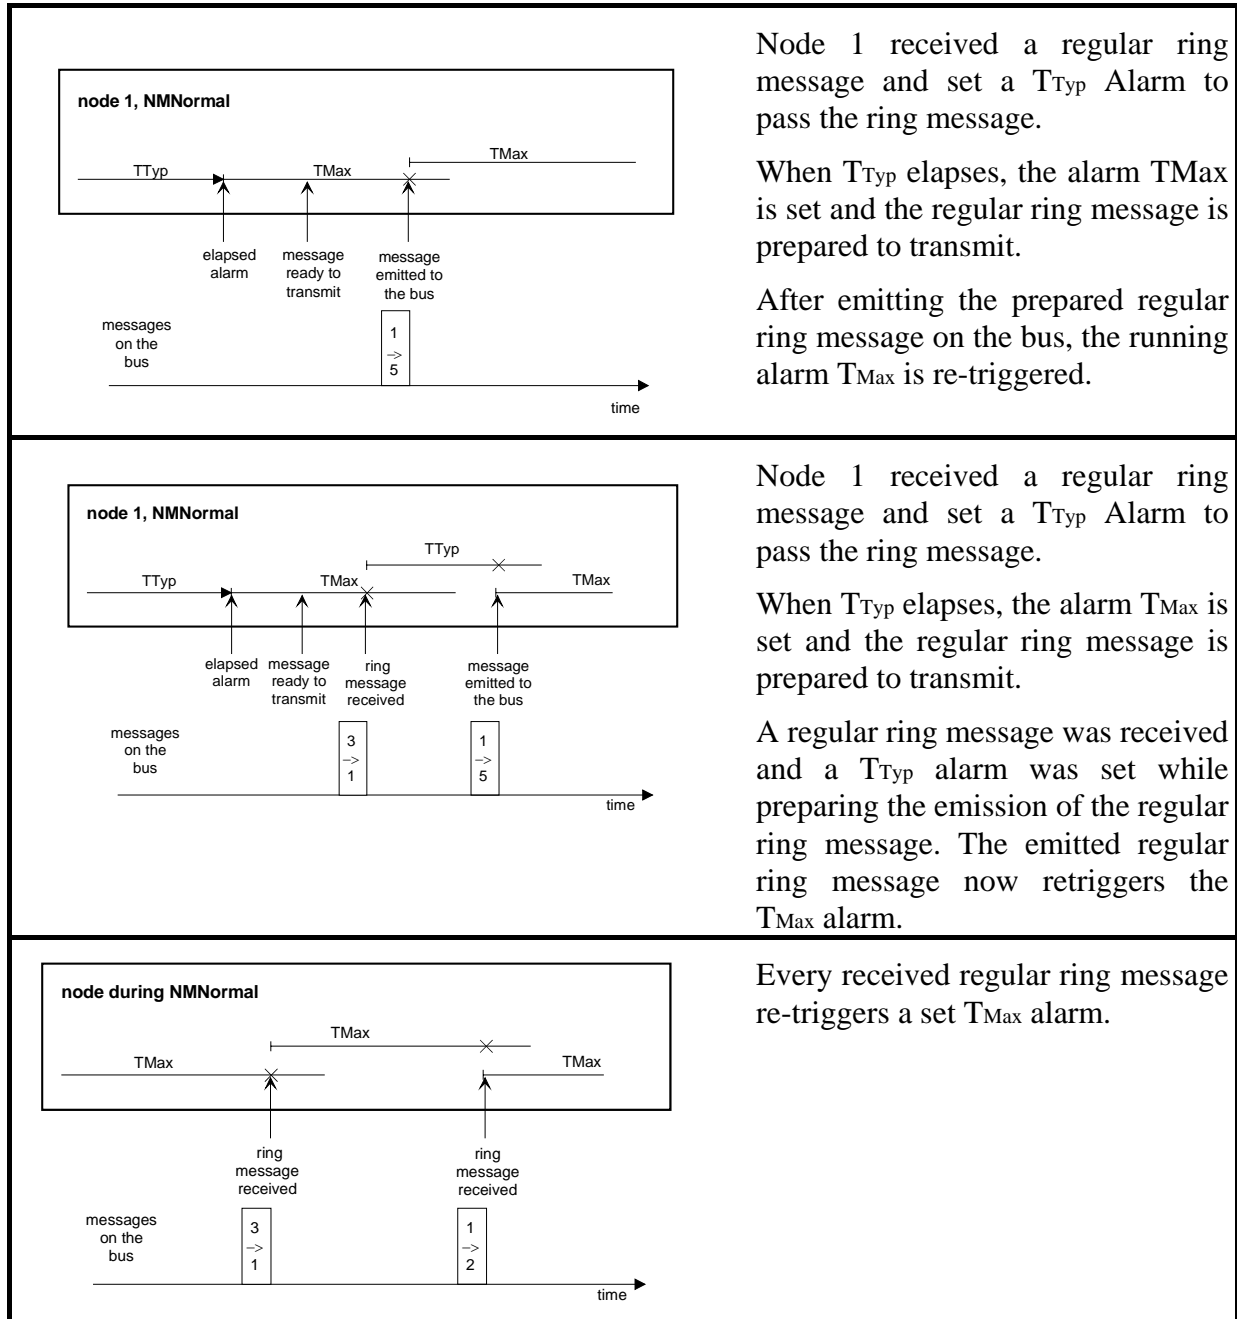 node 1, NMNormal
TTyp
TMax
TMax
elapsed
alarm
message
ready to
transmit
message
emitted to
the bus
messages
on the
bus
1
->
5
time
Node 1 received a regular ring
message and set a TTyp Alarm to
pass the ring message.
When TTyp elapses, the alarm TMax
is set and the regular ring message is
prepared to transmit.
After emitting the prepared regular
ring message on the bus, the running
alarm TMax is re-triggered.
node 1, NMNormal
TTyp
TTyp
TMax
TMax
elapsed
alarm
message
ready to
transmit
ring
message
received
message
emitted to
the bus
messages
on the
bus
3
->
1
1
->
5
time
Node 1 received a regular ring
message and set a TTyp Alarm to
pass the ring message.
When TTyp elapses, the alarm TMax is
set and the regular ring message is
prepared to transmit.
A regular ring message was received
and a TTyp alarm was set while
preparing the emission of the regular
ring message. The emitted regular
ring message now retriggers the
TMax alarm.
node during NMNormal
TMax
TMax
TMax
ring
message
received
ring
message
received
messages
on the
bus
3
->
1
1
->
2
time
Every received regular ring message
re-triggers a set TMax alarm.